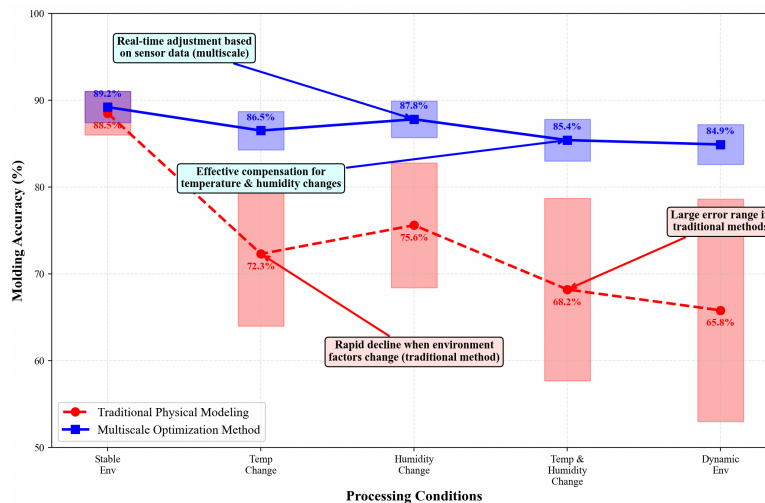 100
90
80
70
60
50
Molding Accuracy (%)
Real-time adjustment based
on sensor data (multiscale)
89.2%
88.5%
86.5%
87.8%
85.4%
84.9%
Effective compensation for
temperature & humidity changes
Large error range i
traditional methods
72.3%
75.6%
68.2%
65.8%
Rapid decline when environment
factors change (traditional method)
Traditional Physical Modeling
Multiscale Optimization Method
Stable
Env
Temp
Change
Humidity
Change
Temp &
Humidity
Change
Dynamic
Env
Processing Conditions